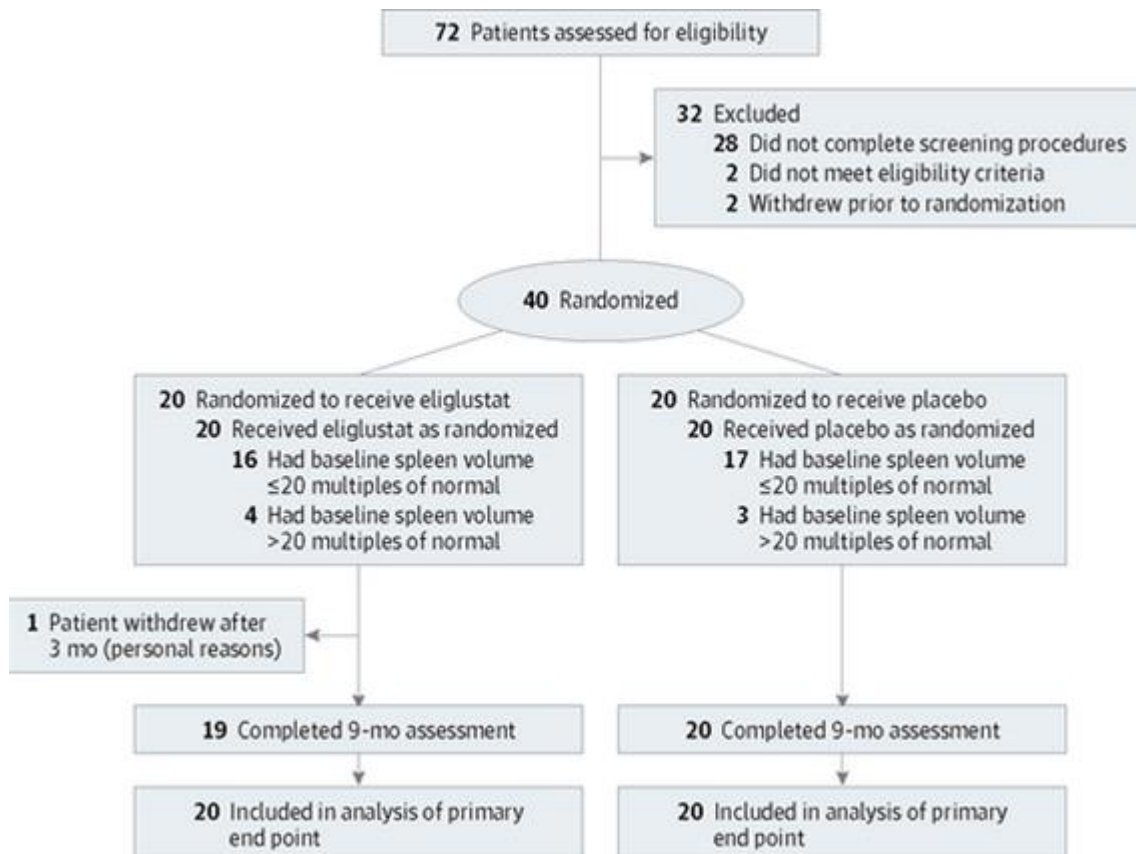 72 Patients assessed for eligibility
32 Excluded
28 Did not complete screening procedures
2 Did not meet eligibility criteria
2 Withdrew prior to randomization
40 Randomized
20 Randomized to receive eliglustat
20 Received eliglustat as randomized
16 Had baseline spleen volume
≤20 multiples of normal
4 Had baseline spleen volume
>20 multiples of normal
20 Randomized to receive placebo
20 Received placebo as randomized
17 Had baseline spleen volume
≤20 multiples of normal
3 Had baseline spleen volume
>20 multiples of normal
1 Patient withdrew after
3 mo (personal reasons)
19 Completed 9-mo assessment
20 Completed 9-mo assessment
20 Included in analysis of primary
end point
20 Included in analysis of primary
end point